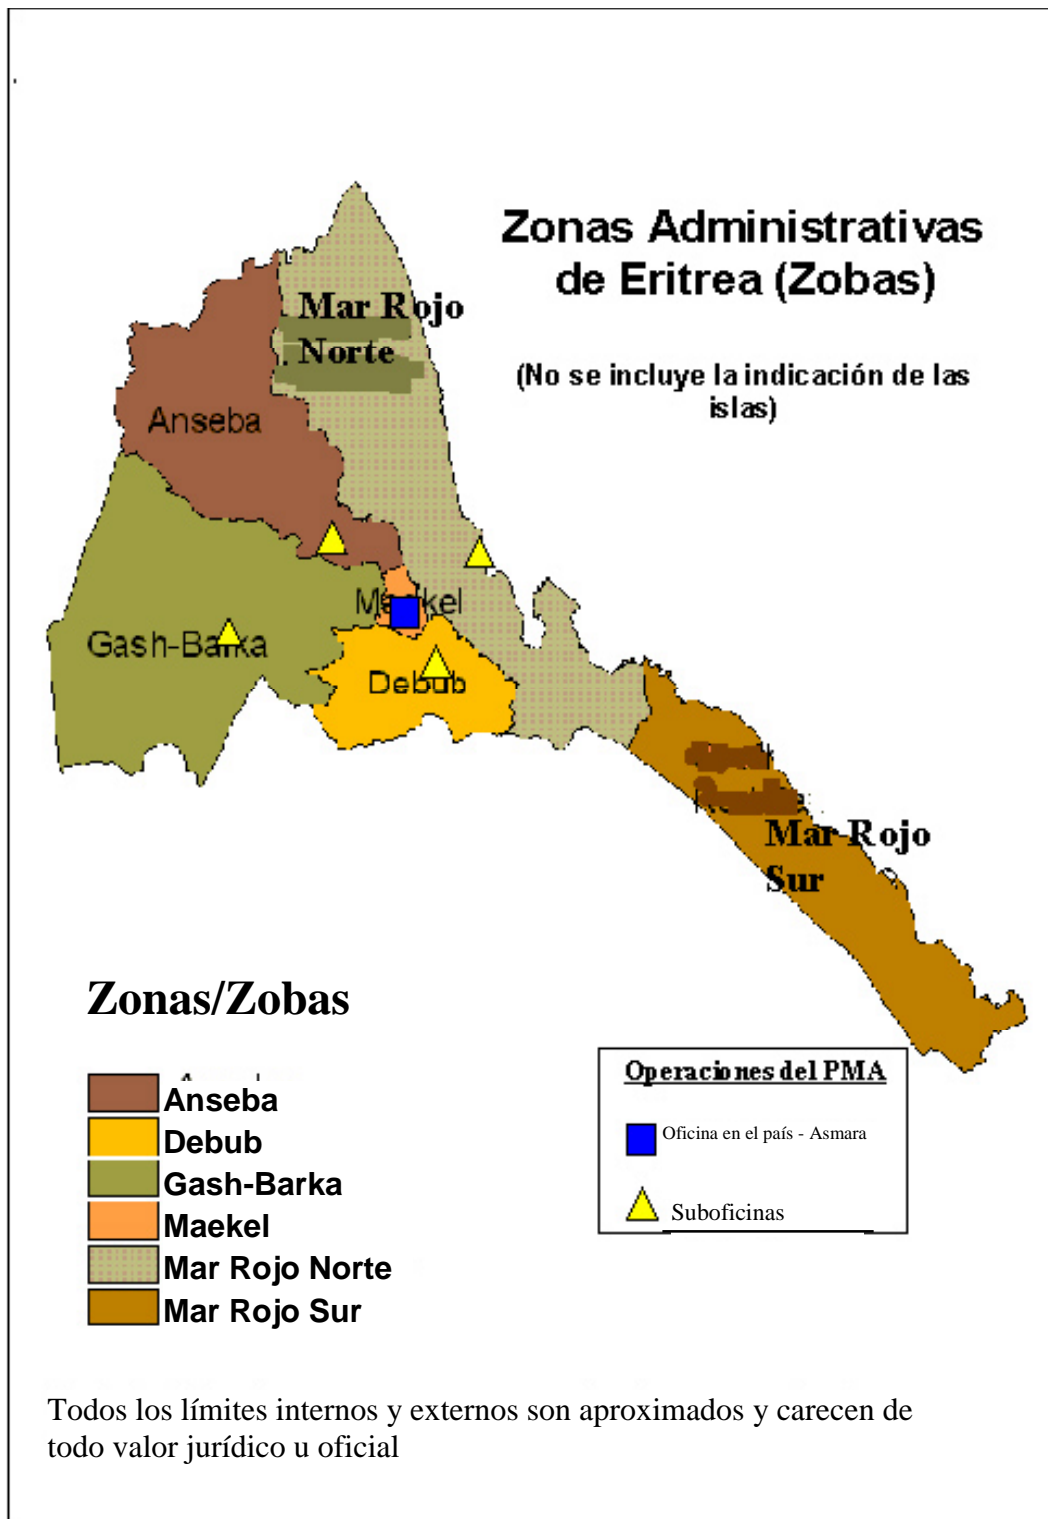 Zonas Administrativas
de Eritrea (Zobas)
(No se incluye la indicación de las
islas)
Mar Rojo
Norte
Anseba
Maekel
Gash-Barka
Debub
Mar Rojo
Sur
Zonas/Zobas
Anseba
Debub
Gash-Barka
Maekel
Mar Rojo Norte
Mar Rojo Sur
Operaciones del PMA
Oficina en el país - Asmara
Suboficinas
Todos los límites internos y externos son aproximados y carecen de
todo valor jurídico u oficial